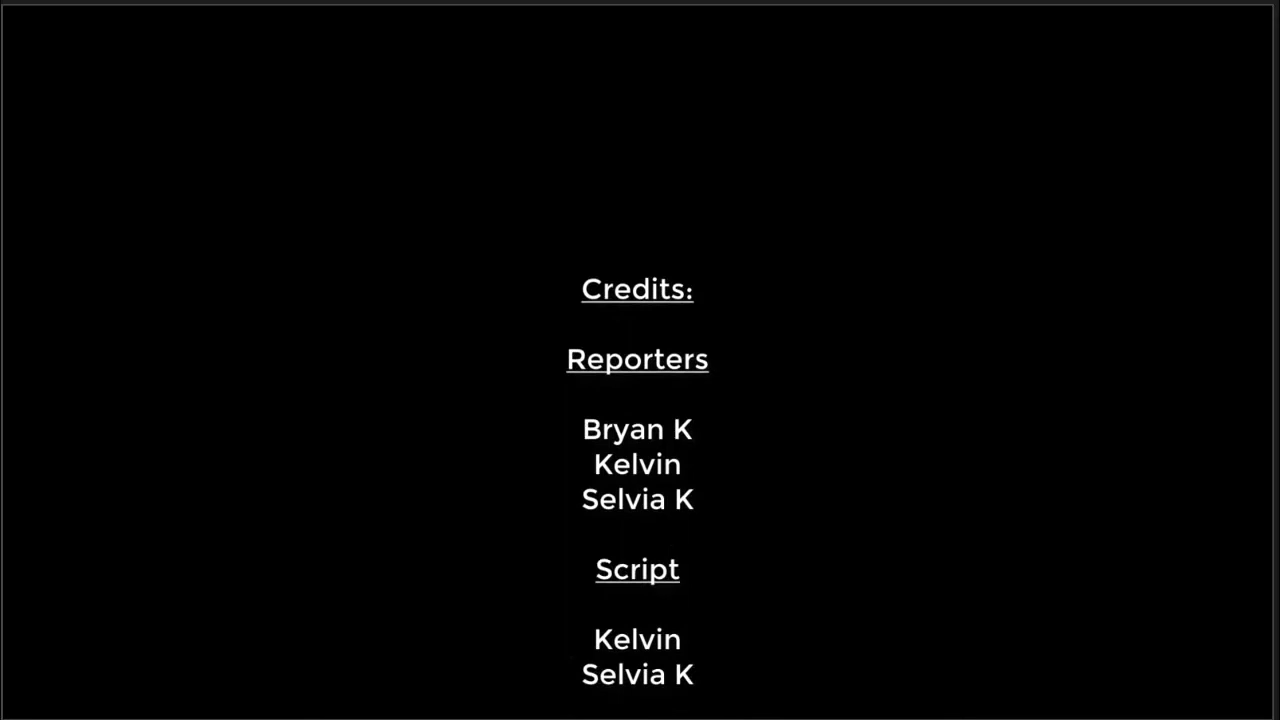 Credits:
Reporters
Bryan K
Kelvin
Selvia K
Script
Kelvin
Selvia K